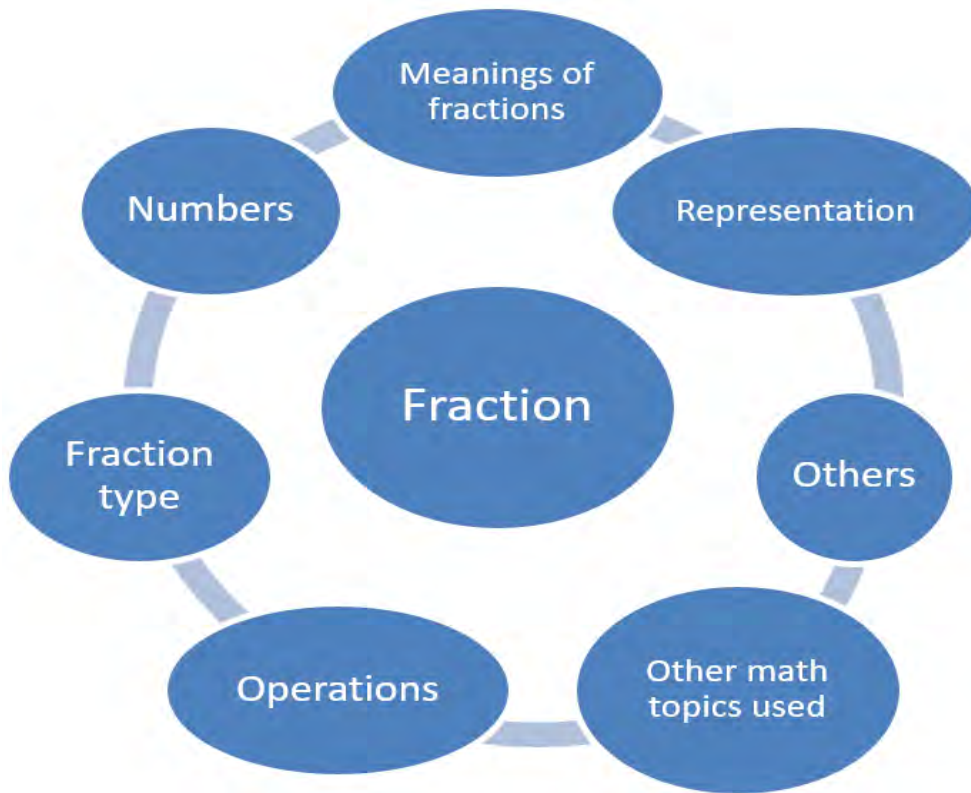 Meanings of
fractions
Numbers
Representation
Fraction
Fraction
type
Others
Operations
Other math
topics used